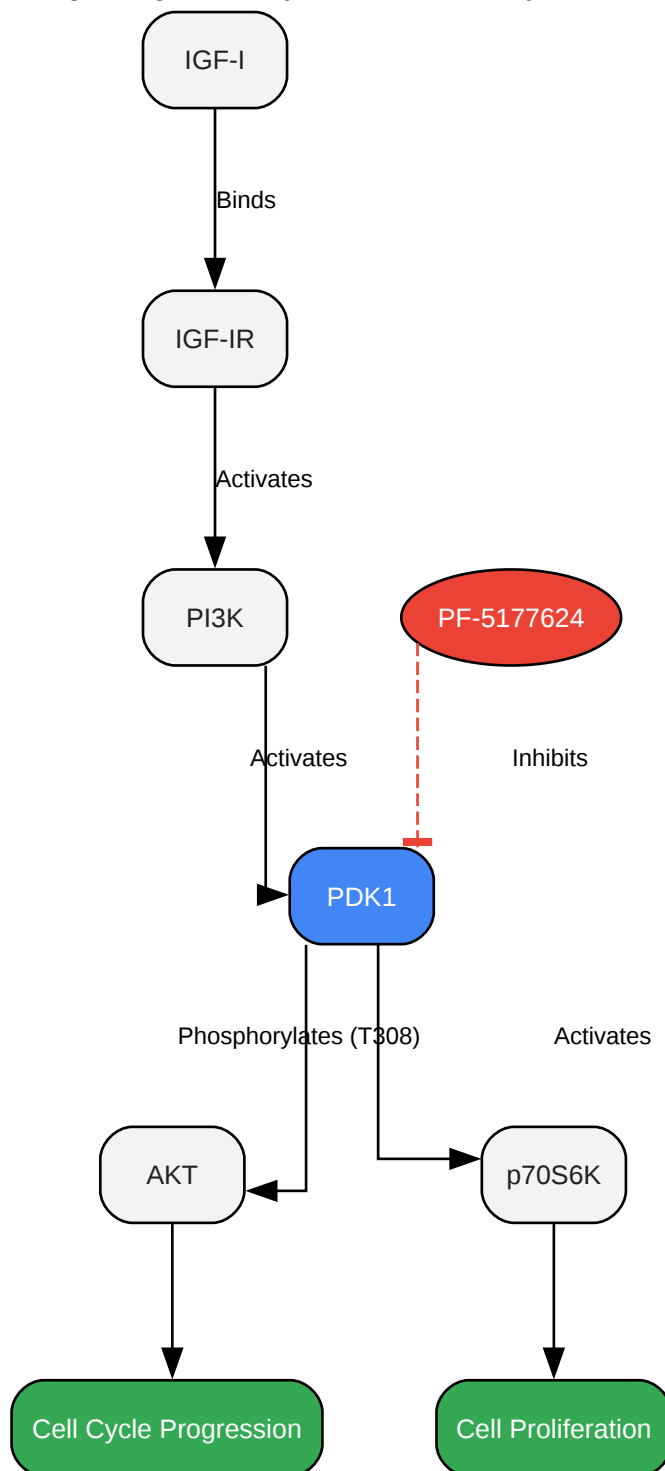 IGF-I
Binds
IGF-IR
Activates
PI3K
PF-5177624
Activates
Inhibits
PDK1
Phosphorylates (T308)
Activates
AKT
p70S6K
Cell Cycle Progression
Cell Proliferation